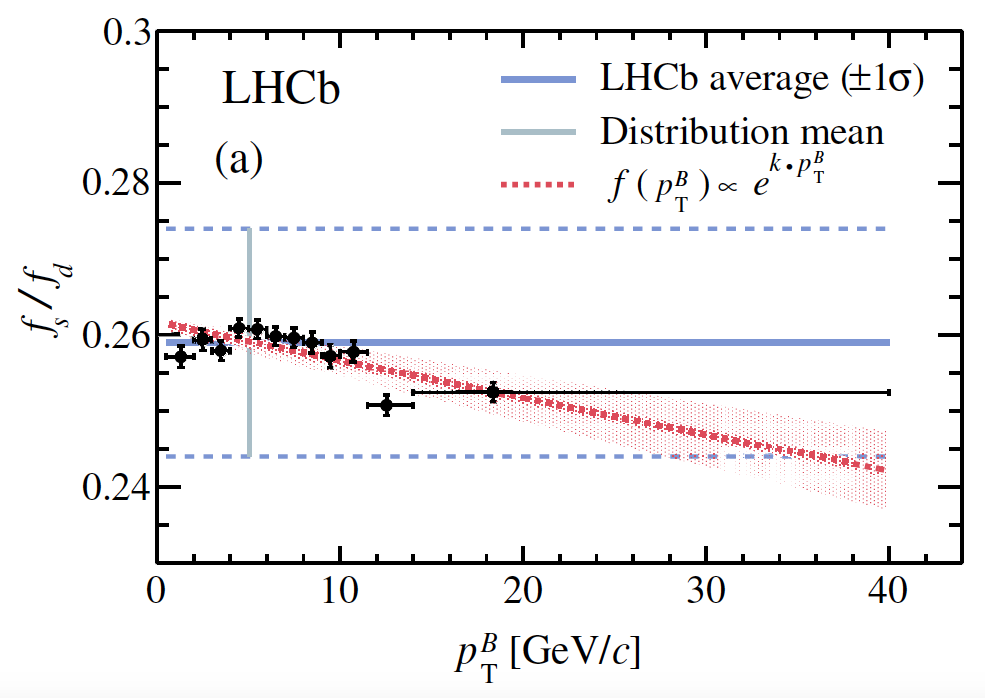 0.3
LHCb
(a)
LHCb average (±1σ)
Distribution mean
f ( p_T^B ) ∝ e^{k • p_T^B}
0.28
0.26
0.24
f_s / f_d
0 10 20 30 40
p_T^B [GeV/c]